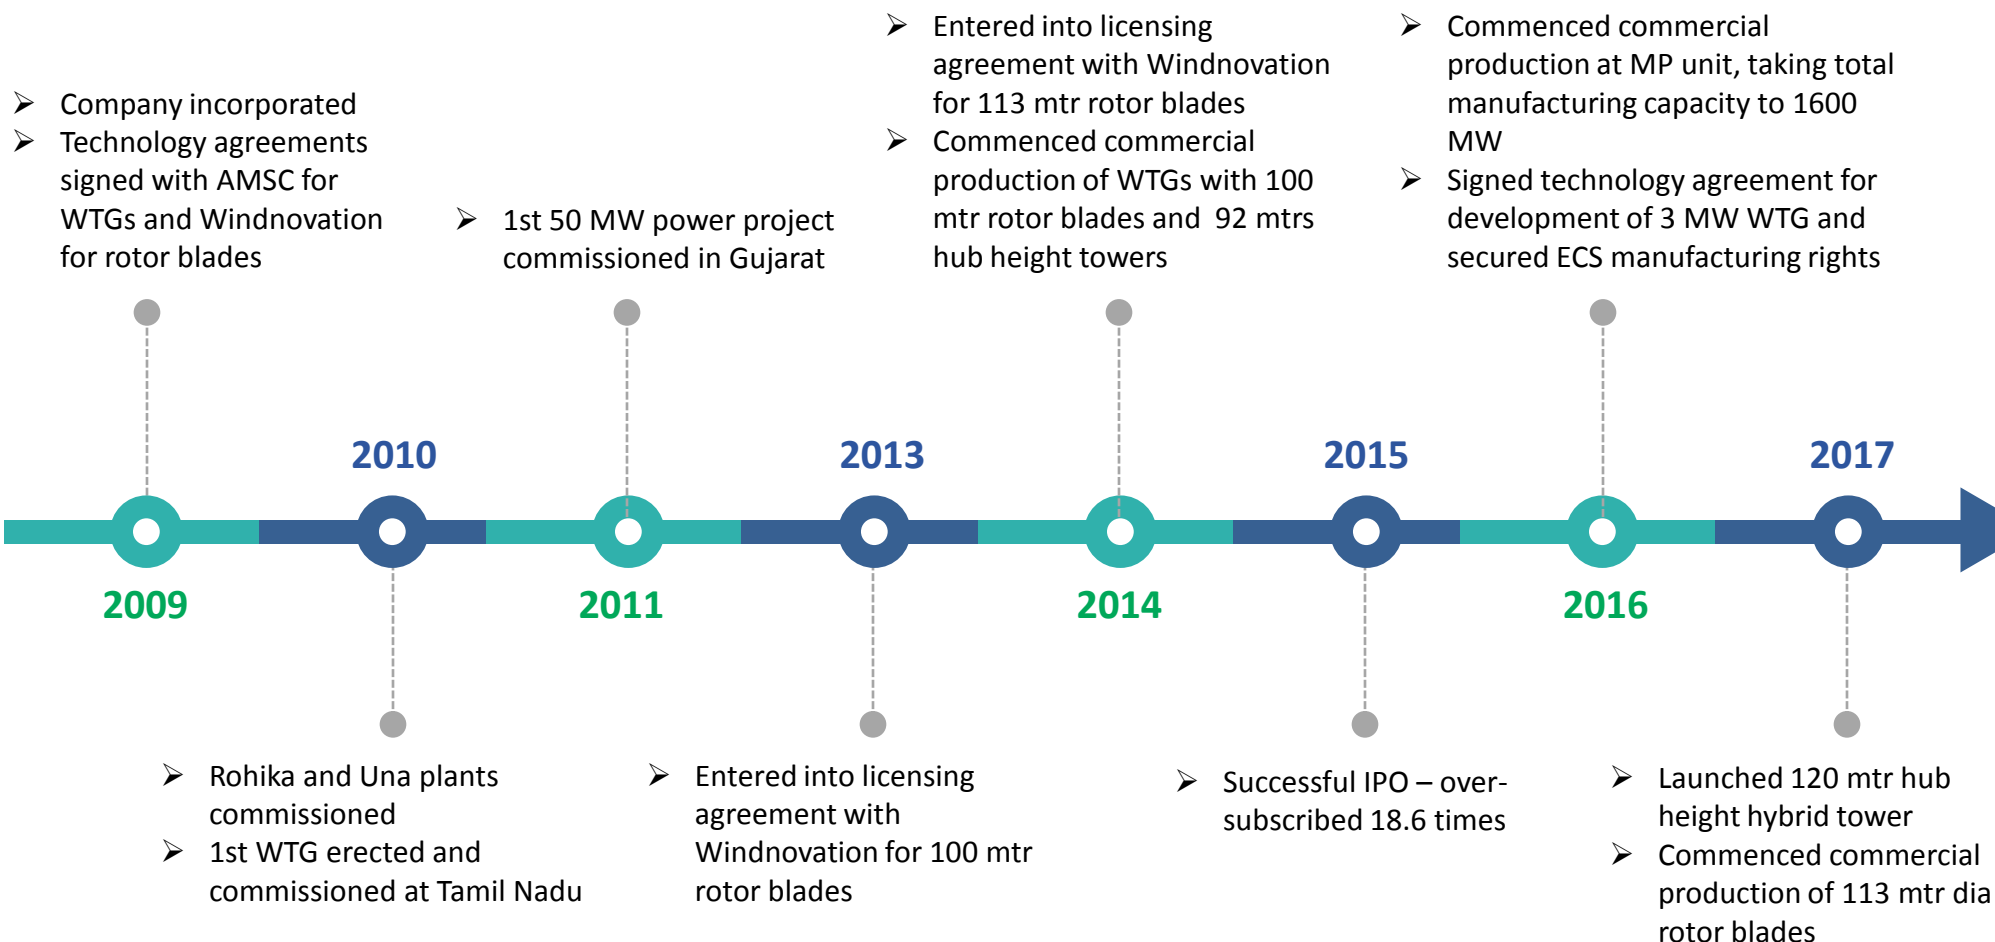 ➢ Company incorporated
➢ Technology agreements
signed with AMSC for
WTGs and Windnovation
for rotor blades
➢ 1st 50 MW power project
commissioned in Gujarat
➢ Entered into licensing
agreement with Windnovation
for 113 mtr rotor blades
➢ Commenced commercial
production of WTGs with 100
mtr rotor blades and 92 mtrs
hub height towers
➢ Commenced commercial
production at MP unit, taking total
manufacturing capacity to 1600
MW
➢ Signed technology agreement for
development of 3 MW WTG and
secured ECS manufacturing rights
2010
2013
2015
2017
2009
2011
2014
2016
➢ Rohika and Una plants
commissioned
➢ 1st WTG erected and
commissioned at Tamil Nadu
➢ Entered into licensing
agreement with
Windnovation for 100 mtr
rotor blades
➢ Successful IPO – over-
subscribed 18.6 times
➢ Launched 120 mtr hub
height hybrid tower
➢ Commenced commercial
production of 113 mtr dia
rotor blades